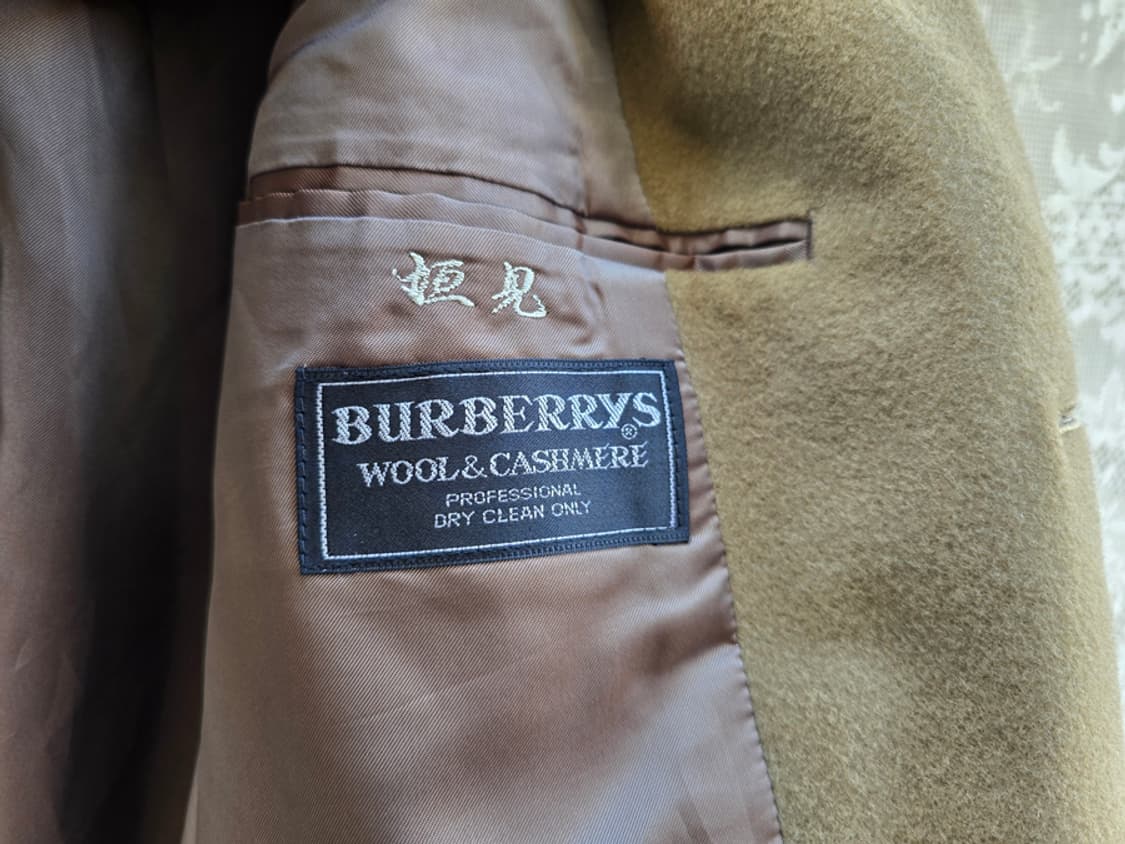 垣見
BURBERRYS®
WOOL & CASHMERE
PROFESSIONAL
DRY CLEAN ONLY